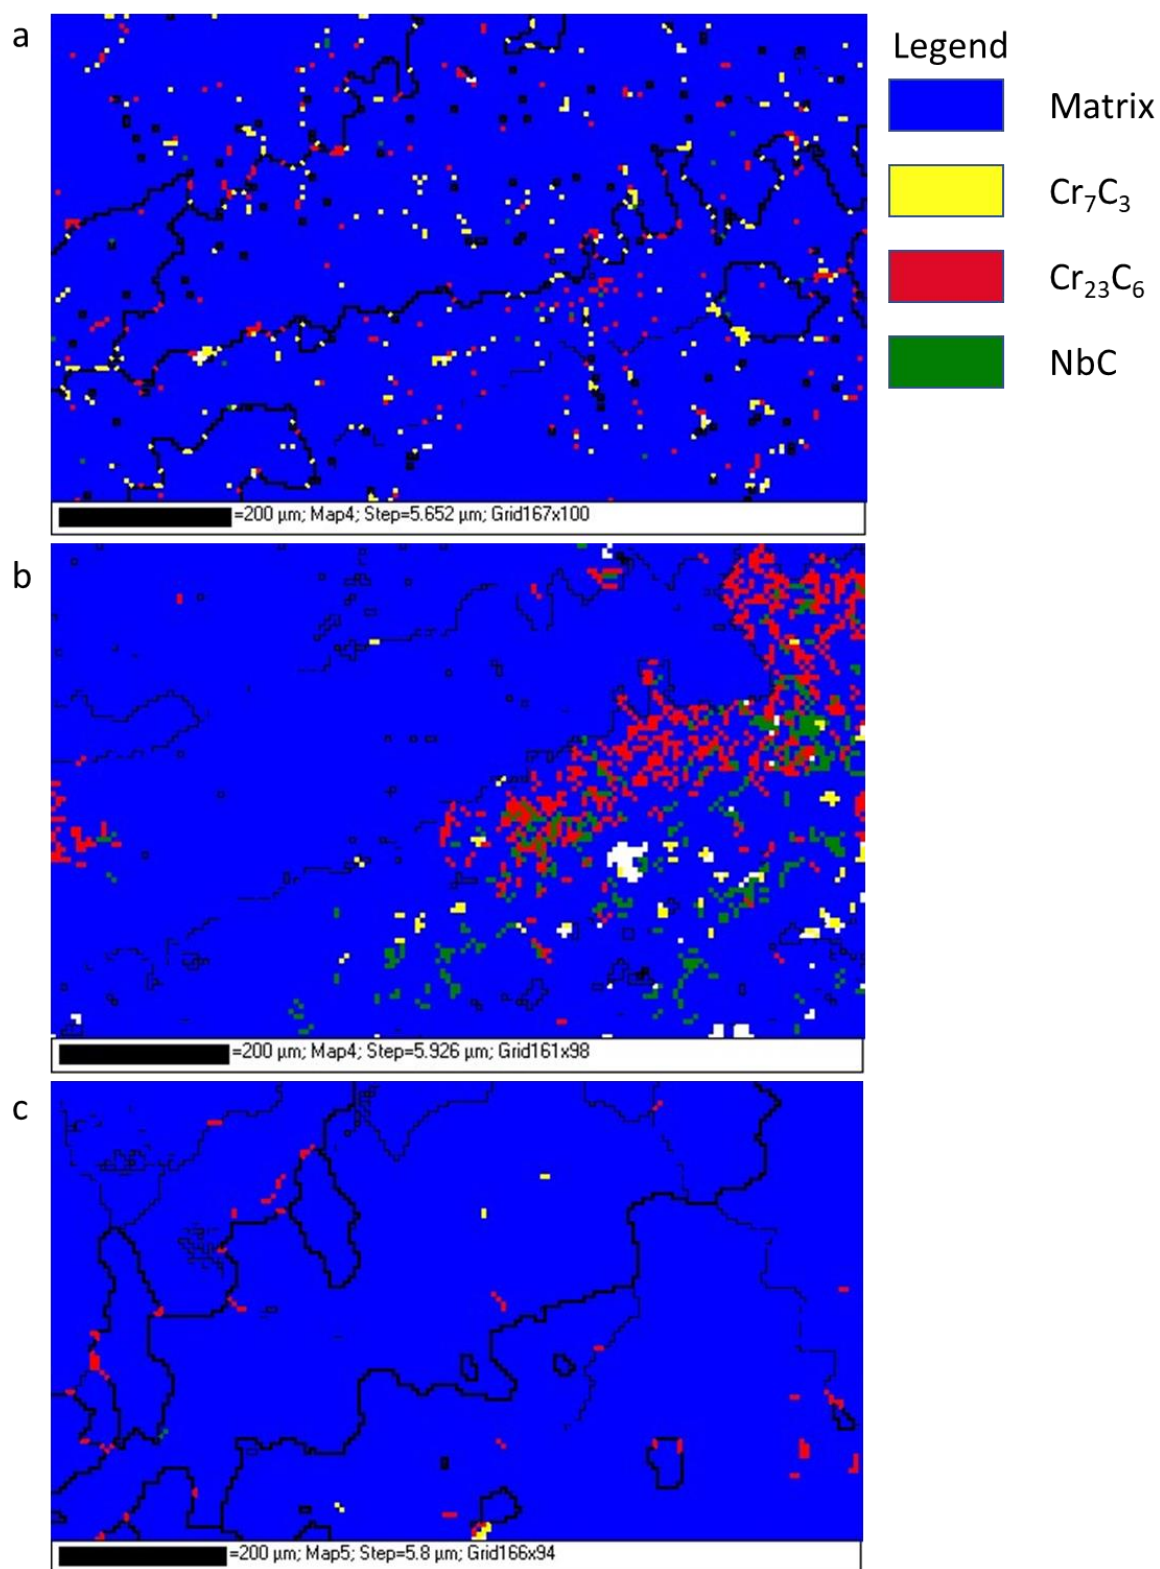 a
Legend
Matrix
Cr₇C₃
Cr₂₃C₆
NbC
=200 µm; Map4; Step=5.652 µm; Grid167x100
b
=200 µm; Map4; Step=5.926 µm; Grid161x98
c
=200 µm; Map5; Step=5.8 µm; Grid166x94